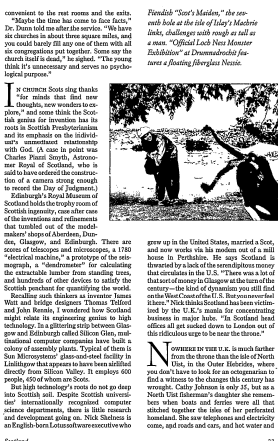 convenient to the rest rooms and the exits.
"Maybe the time has come to face facts,"
Dr. Dunn told me after the service. "We have
six churches in about three square miles, and
you could barely fill any one of them with all
six congregations put together. Some say the
church itself is dead," he sighed. "The young
think it's unnecessary and serves no psycho-
logical purpose."
IN CHURCH Scots sing thanks
"for minds that find new
thoughts, new wonders to ex-
plore," and some think the Scot-
tish genius for invention has its
roots in Scottish Presbyterianism
and its emphasis on the individ-
ual's unmediated relationship
with God. (A case in point was
Charles Piazzi Smyth, Astrono-
mer Royal of Scotland, who is
said to have ordered the construc-
tion of a camera strong enough
to record the Day of Judgment.)
Edinburgh's Royal Museum of
Scotland holds the trophy room of
Scottish ingenuity, case after case
of the inventions and refinements
that tumbled out of the model-
makers' shops of Aberdeen, Dun-
dee, Glasgow, and Edinburgh. There are
scores of telescopes and microscopes, a 1780
"electrical machine," a prototype of the seis-
mograph, a "dendrometer" for calculating
the extractable lumber from standing trees,
and hundreds of other devices to satisfy the
Scottish penchant for quantifying the world.
Recalling such thinkers as inventor James
Watt and bridge designers Thomas Telford
and John Rennie, I wondered how Scotland
might relate its engineering genius to high
technology. In a glittering strip between Glas-
gow and Edinburgh called Silicon Glen, mul-
tinational computer companies have built a
colony of assembly plants. Typical of them is
Sun Microsystems' glass-and-steel facility in
Linlithgow that appears to have been airlifted
directly from Silicon Valley. It employs 600
people, 450 of whom are Scots.
But high technology's roots do not go deep
into Scottish soil. Despite Scottish universi-
ties' internationally recognized computer
science departments, there is little research
and development going on. Nick Shelness is
an English-born Lotus software executive who
Fiendish "Scot's Maiden," the sev-
enth hole at the isle of Islay's Machrie
links, challenges with rough as tall as
a man. "Official Loch Ness Monster
Exhibition" at Drumnadrochit fea-
tures a floating fiberglass Nessie.
grew up in the United States, married a Scot,
and now works via his modem out of a mill
house in Perthshire. He says Scotland is
thwarted by a lack of the serendipitous money
that circulates in the U.S. "There was a lot of
that sort of money in Glasgow at the turn of the
century—the kind of dynamism you still find
on the West Coast of the U.S. But you never feel
it here." Nick thinks Scotland has been victim-
ized by the U.K.'s mania for concentrating
business in major hubs. "In Scotland head
offices all get sucked down to London out of
this ridiculous urge to be near the throne."
NOWHERE IN THE U.K. is much farther
from the throne than the isle of North
Uist, in the Outer Hebrides, where
you don't have to look for an octogenarian to
find a witness to the changes this century has
wrought. Cathy Johnson is only 35, but as a
North Uist fisherman's daughter she remem-
bers when boats and ferries were all that
stitched together the isles of her perforated
homeland. She saw telephones and electricity
come, and roads and cars, and hot water and